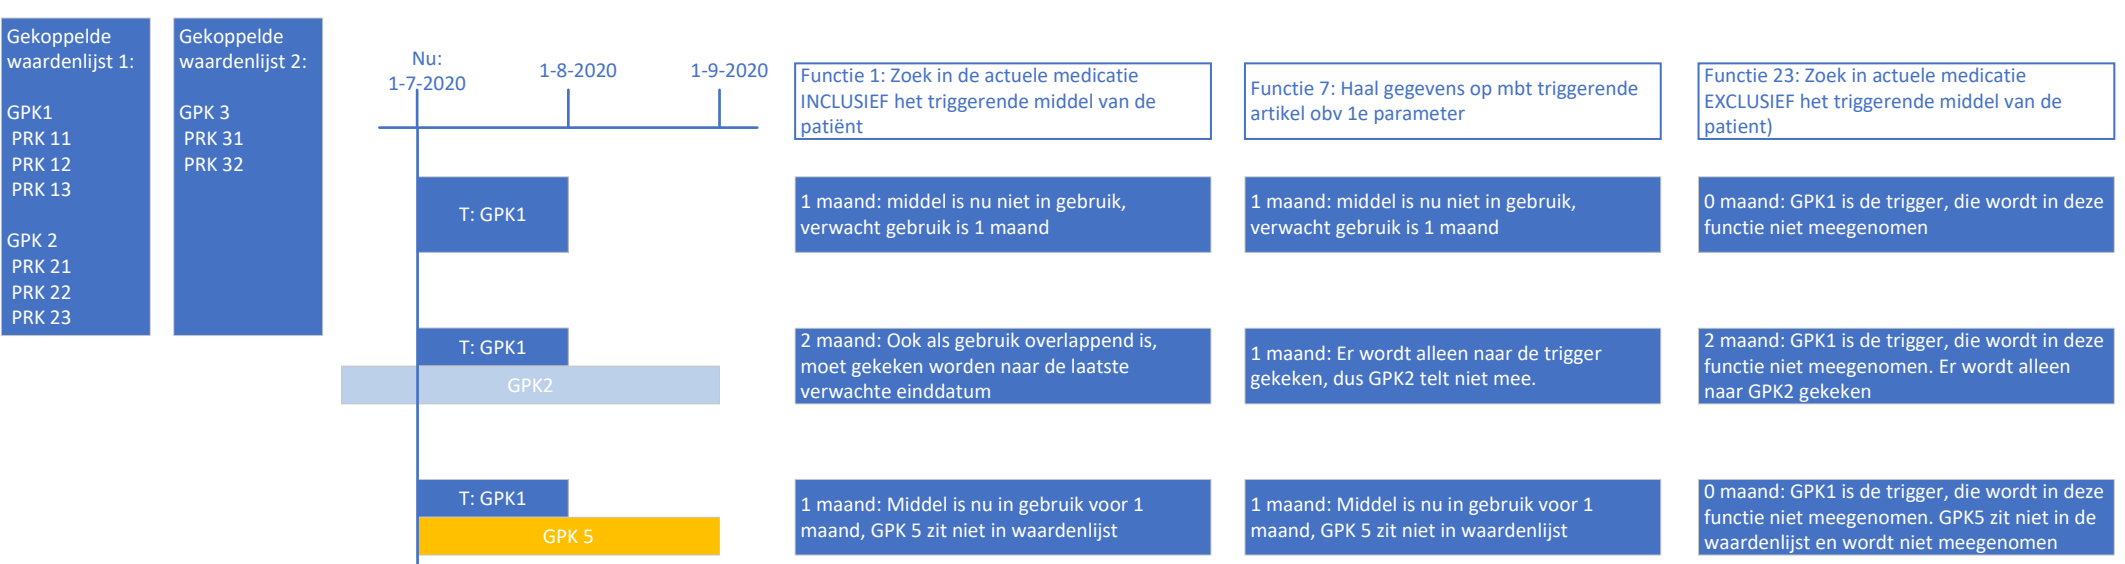 Gekoppelde
waardenlijst 1:
GPK1
PRK 11
PRK 12
PRK 13
GPK 2
PRK 21
PRK 22
PRK 23
Gekoppelde
waardenlijst 2:
GPK 3
PRK 31
PRK 32
Nu:
1-7-2020
1-8-2020
1-9-2020
Functie 1: Zoek in de actuele medicatie
INCLUSIEF het triggerende middel van de
patiënt
Functie 7: Haal gegevens op mbt triggerende
artikel obv 1e parameter
Functie 23: Zoek in actuele medicatie
EXCLUSIEF het triggerende middel van de
patient)
T: GPK1
1 maand: middel is nu niet in gebruik,
verwacht gebruik is 1 maand
1 maand: middel is nu niet in gebruik,
verwacht gebruik is 1 maand
0 maand: GPK1 is de trigger, die wordt in deze
functie niet meegenomen
T: GPK1
GPK2
2 maand: Ook als gebruik overlappend is,
moet gekeken worden naar de laatste
verwachte einddatum
1 maand: Er wordt alleen naar de trigger
gekeken, dus GPK2 telt niet mee.
2 maand: GPK1 is de trigger, die wordt in deze
functie niet meegenomen. Er wordt alleen
naar GPK2 gekeken
T: GPK1
GPK 5
1 maand: Middel is nu in gebruik voor 1
maand, GPK 5 zit niet in waardenlijst
1 maand: Middel is nu in gebruik voor 1
maand, GPK 5 zit niet in waardenlijst
0 maand: GPK1 is de trigger, die wordt in deze
functie niet meegenomen. GPK5 zit niet in de
waardenlijst en wordt niet meegenomen